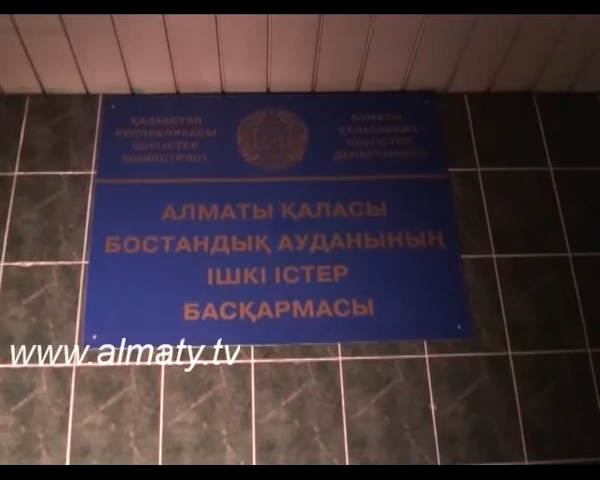 ҚАЗАҚСТАН
РЕСПУБЛИКАСЫ
ІШКІ ІСТЕР
МИНИСТРЛІГІ
АЛМАТЫ
ҚАЛАСЫНЫҢ
ІШКІ ІСТЕР
ДЕПАРТАМЕНТІ
АЛМАТЫ ҚАЛАСЫ
БОСТАНДЫҚ АУДАНЫНЫҢ
ІШКІ ІСТЕР
БАСҚАРМАСЫ
www.almaty.tv